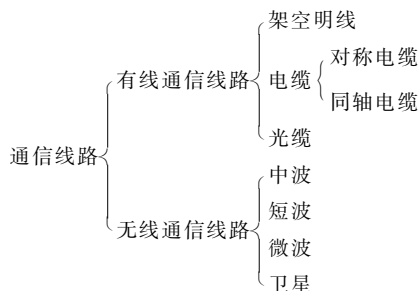 架空明线
对称电缆
有线通信线路
电缆
同轴电缆
光缆
通信线路
中波
短波
无线通信线路
微波
卫星